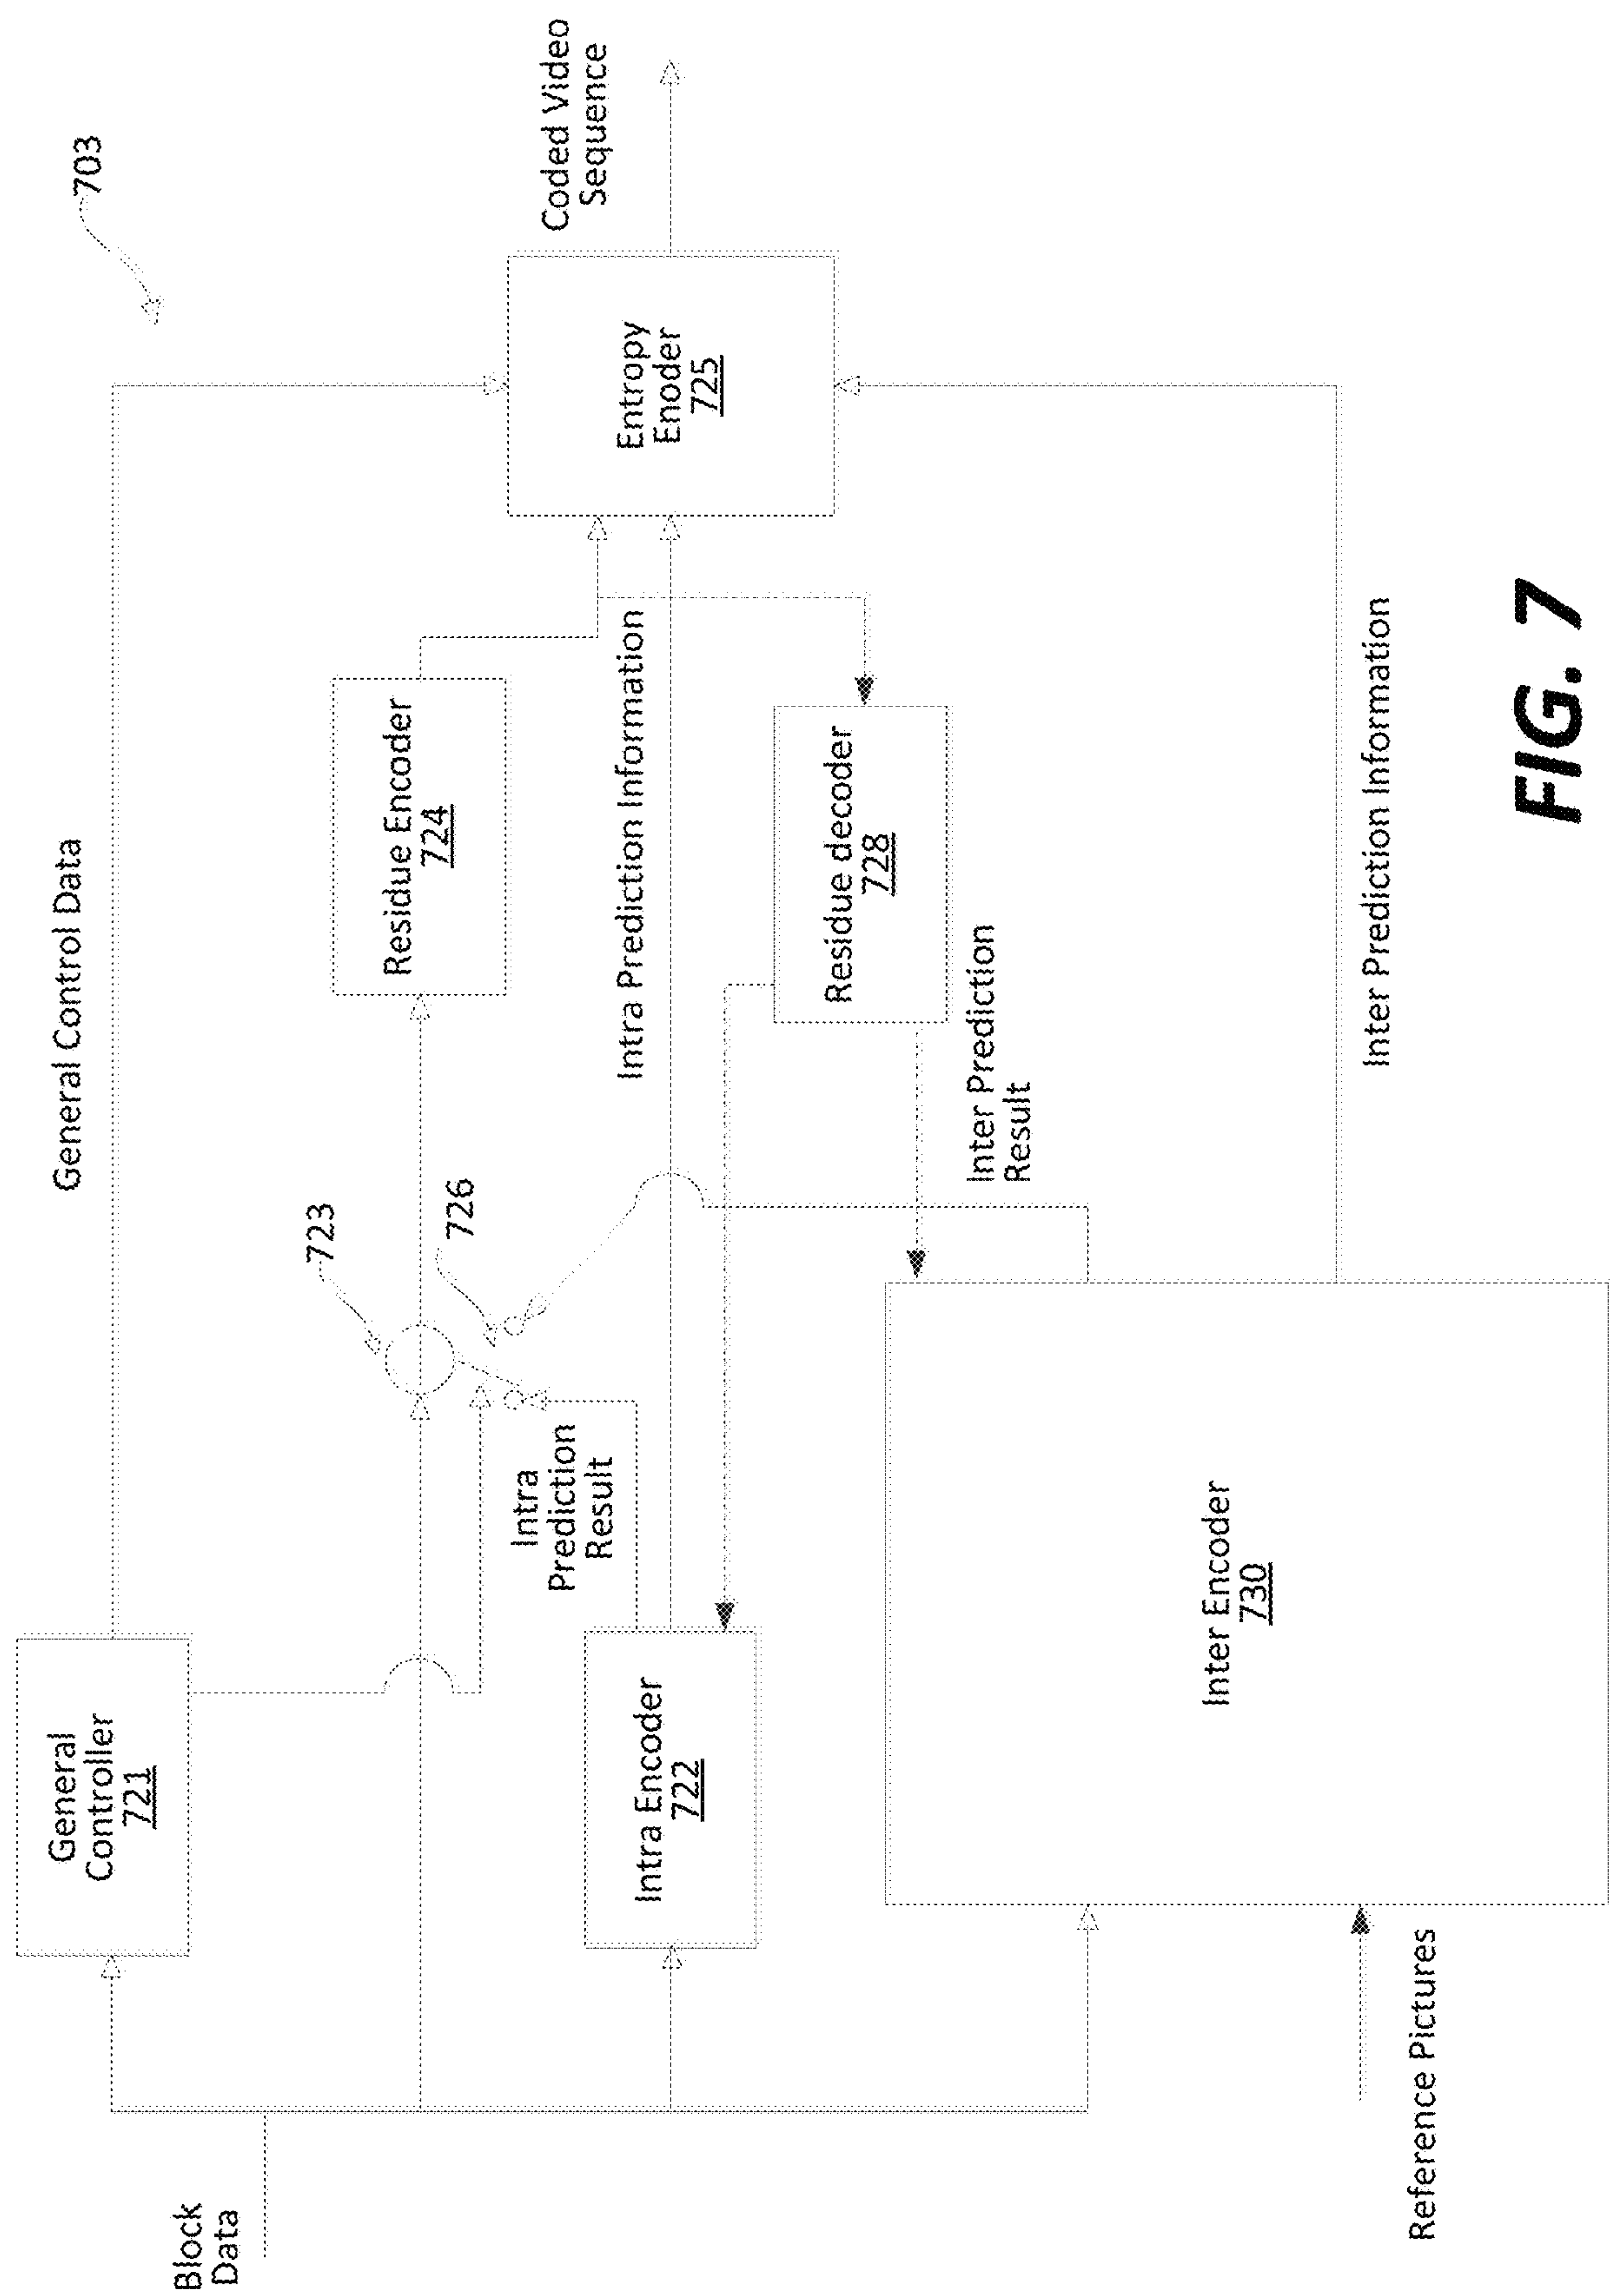 703
General Control Data
Coded Video
Sequence
General
Controller
721
723
726
Residue Encoder
724
Entropy
Enoder
725
Block
Data
Intra
Prediction
Result
Intra Prediction Information
Intra Encoder
722
Residue decoder
728
Inter Prediction
Result
Inter Encoder
730
Reference Pictures
Inter Prediction Information
FIG. 7